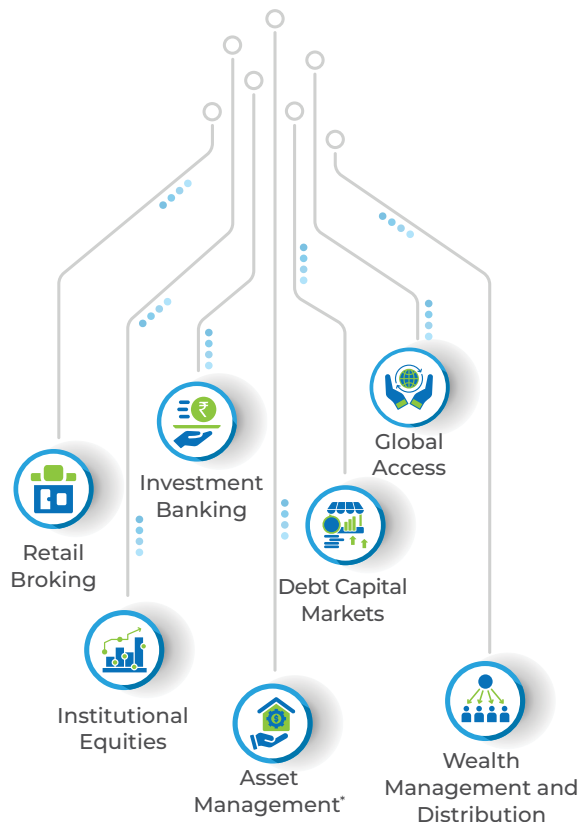 Global
Access
Investment
Banking
Retail
Broking
Debt Capital
Markets
Institutional
Equities
Asset
Management*
Wealth
Management and
Distribution